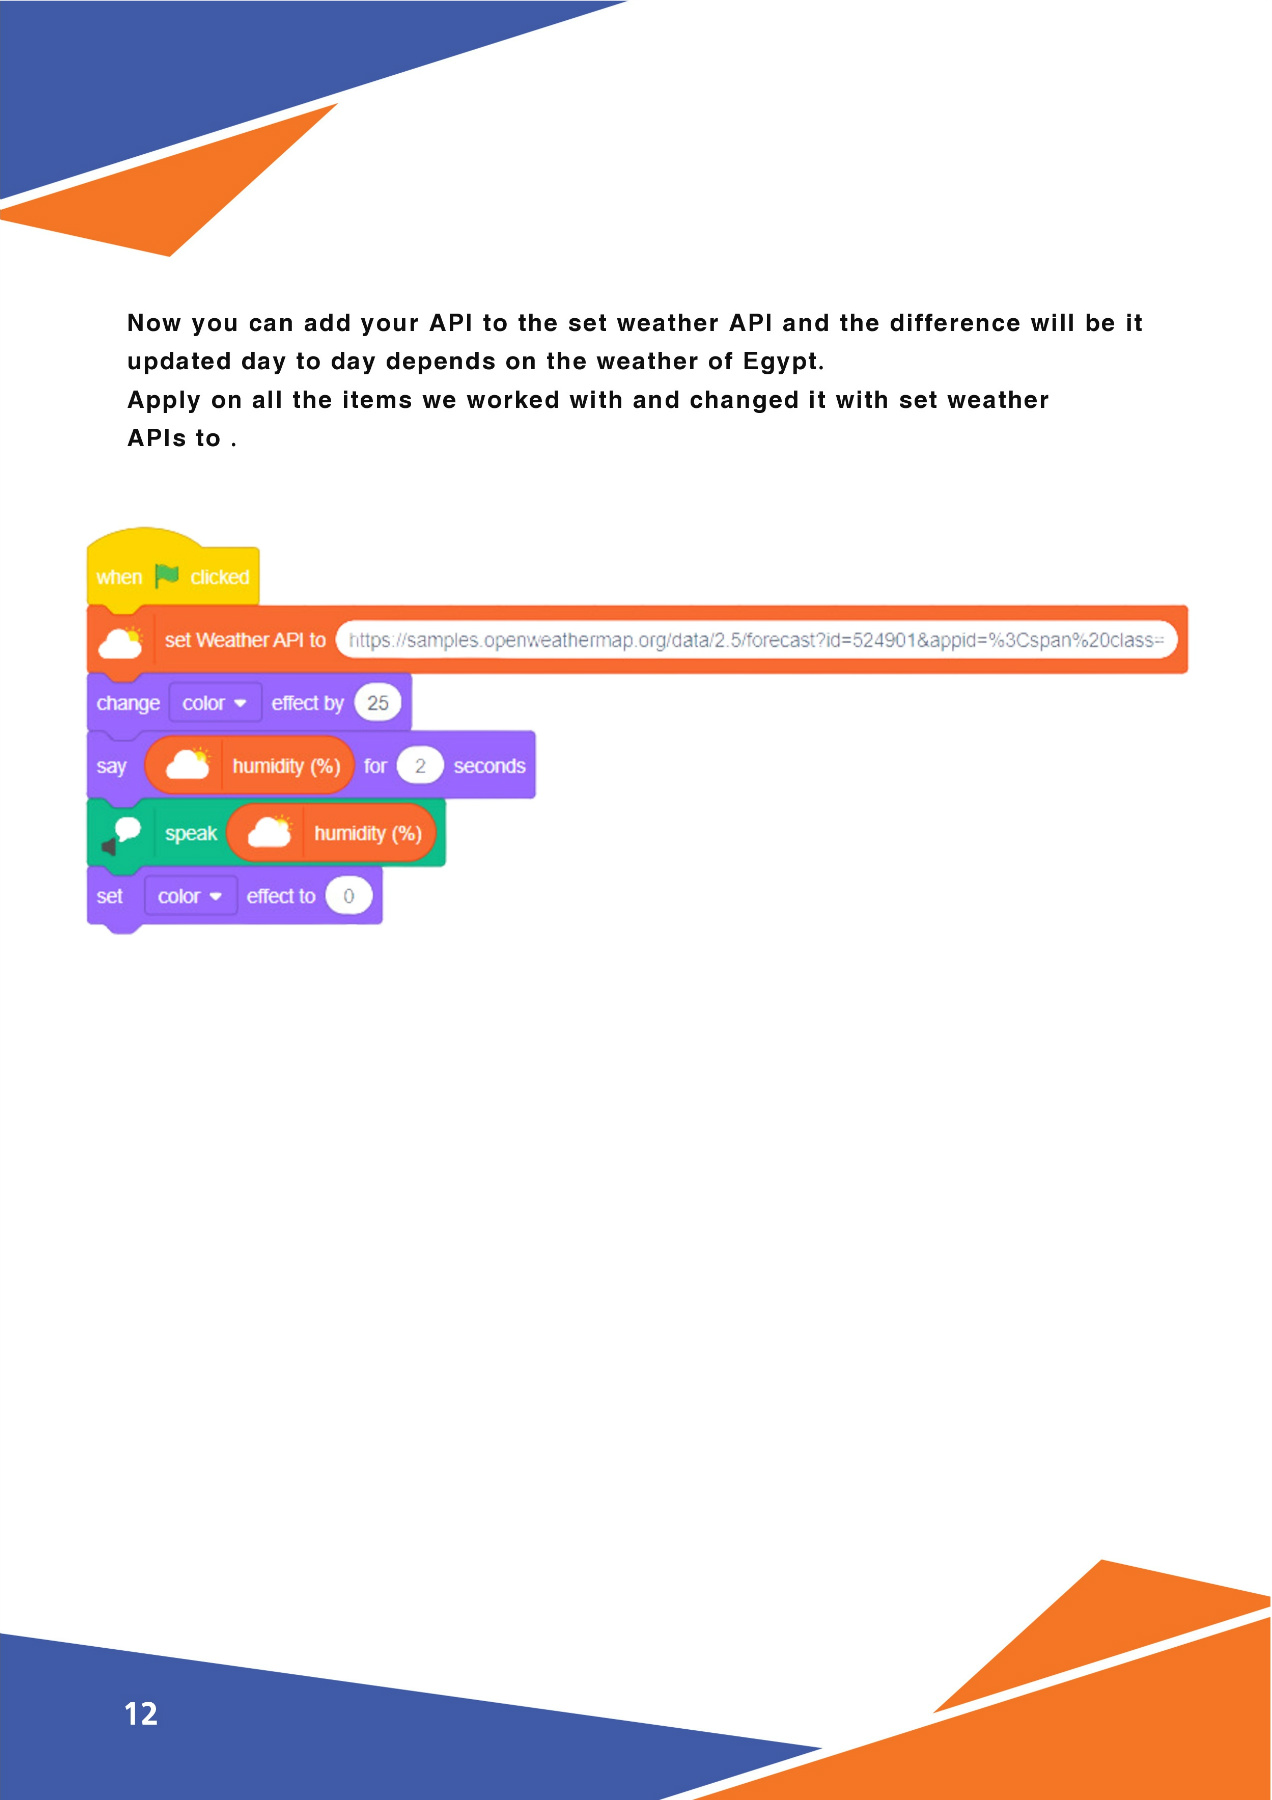 Now you can add your API to the set weather API and the difference will be it
updated day to day depends on the weather of Egypt.
Apply on all the items we worked with and changed it with set weather
APIs to .
when clicked
set Weather API to https://samples.openweathermap.org/data/2.5/forecast?id=524901&appid=%3Cspan%20class=
change color effect by 25
say humidity (%) for 2 seconds
speak humidity (%)
set color effect to 0
12